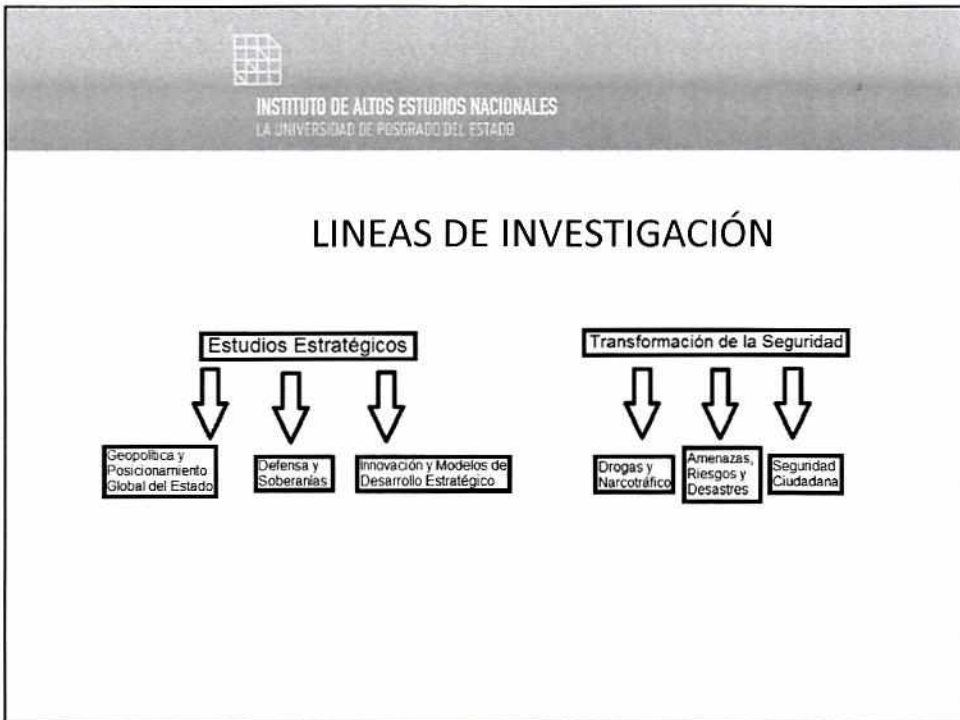 INSTITUTO DE ALTOS ESTUDIOS NACIONALES
LA UNIVERSIDAD DE POSGRADO DEL ESTADO
LINEAS DE INVESTIGACIÓN
Estudios Estratégicos
Geopolítica y
Posicionamiento
Global del Estado
Defensa y
Soberanías
Innovación y Modelos de
Desarrollo Estratégico
Transformación de la Seguridad
Drogas y
Narcotráfico
Amenazas,
Riesgos y
Desastres
Seguridad
Ciudadana